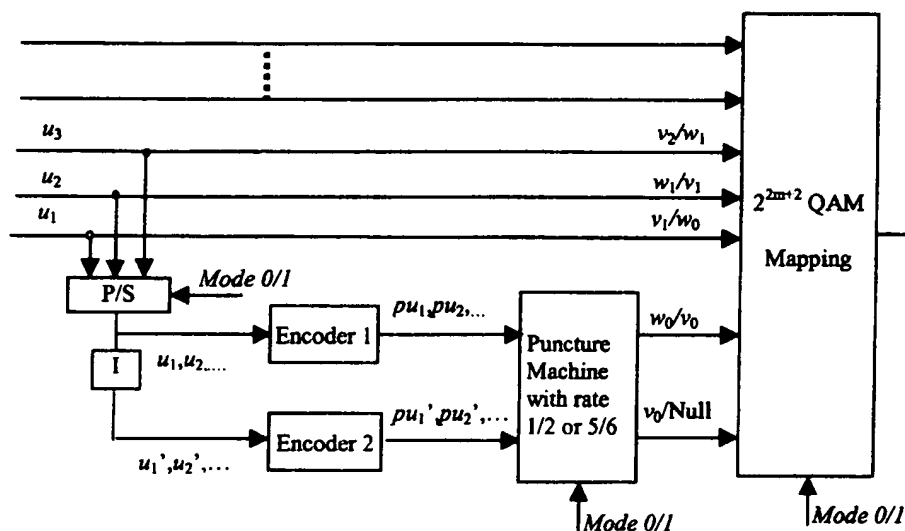 u₃
v₂/w₁
u₂
w₁/v₁
u₁
v₁/w₀
2²ᵐ⁺² QAM
Mapping
P/S
Mode 0/1
I
u₁,u₂,....
Encoder 1
pu₁,pu₂,...
Encoder 2
u₁’,u₂’,...
pu₁’,pu₂’,...
Puncture
Machine
with rate
1/2 or 5/6
w₀/v₀
v₀/Null
Mode 0/1
Mode 0/1